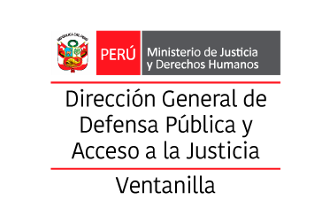 PERÚ
Ministerio de Justicia
y Derechos Humanos
Dirección General de
Defensa Pública y
Acceso a la Justicia
Ventanilla